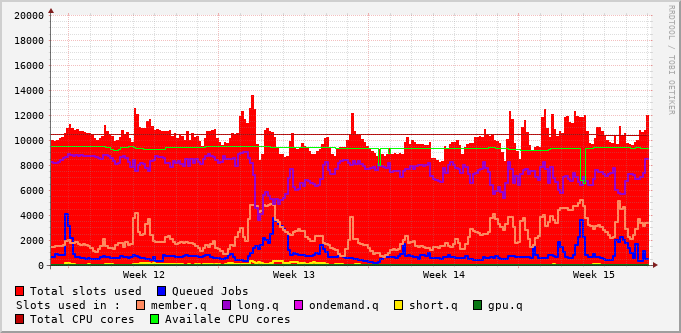 20000
18000
16000
14000
12000
10000
8000
6000
4000
2000
0
RRDTOOL / TOBI OETIKER
Week 12 Week 13 Week 14 Week 15
Total slots used Queued Jobs
Slots used in : member.q long.q ondemand.q short.q gpu.q
Total CPU cores Availale CPU cores